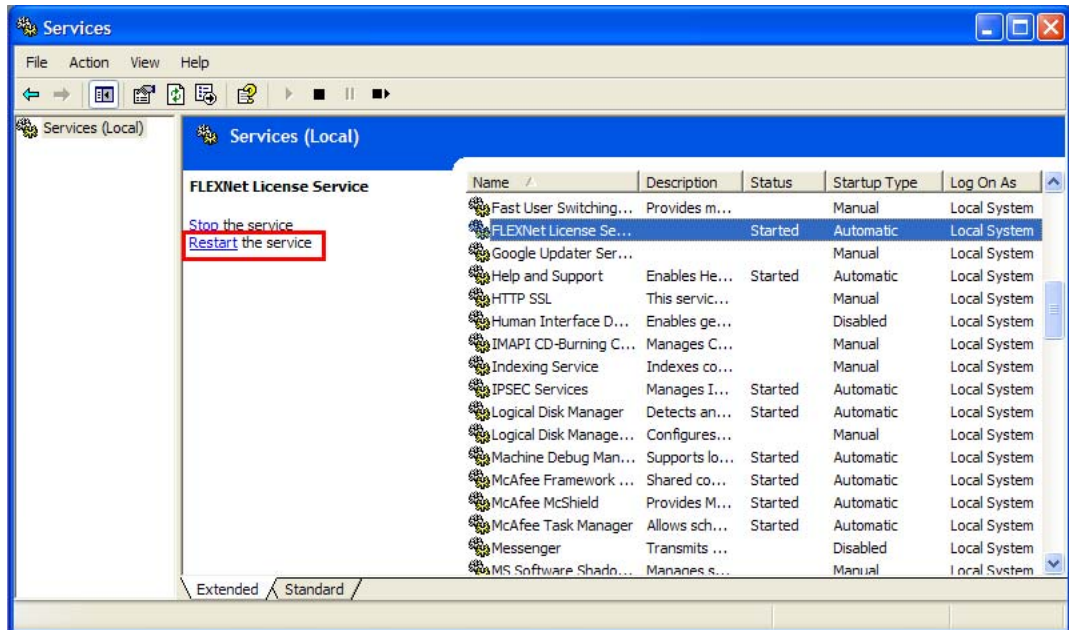 Services
File Action View Help
Services (Local)
Services (Local)
FLEXNet License Service
Stop the service
Restart the service
Name Description Status Startup Type Log On As
Fast User Switching... Provides m... Manual Local System
FLEXNet License Se... Started Automatic Local System
Google Updater Ser... Manual Local System
Help and Support Enables He... Started Automatic Local System
HTTP SSL This servic... Manual Local System
Human Interface D... Enables ge... Disabled Local System
IMAPI CD-Burning C... Manages C... Manual Local System
Indexing Service Indexes co... Manual Local System
IPSEC Services Manages I... Started Automatic Local System
Logical Disk Manager Detects an... Started Automatic Local System
Logical Disk Manage... Configures... Manual Local System
Machine Debug Man... Supports lo... Started Automatic Local System
McAfee Framework ... Shared co... Started Automatic Local System
McAfee McShield Provides M... Started Automatic Local System
McAfee Task Manager Allows sch... Started Automatic Local System
Messenger Transmits ... Disabled Local System
MS Software Shado... Manages s... Manual Local System
Extended Standard